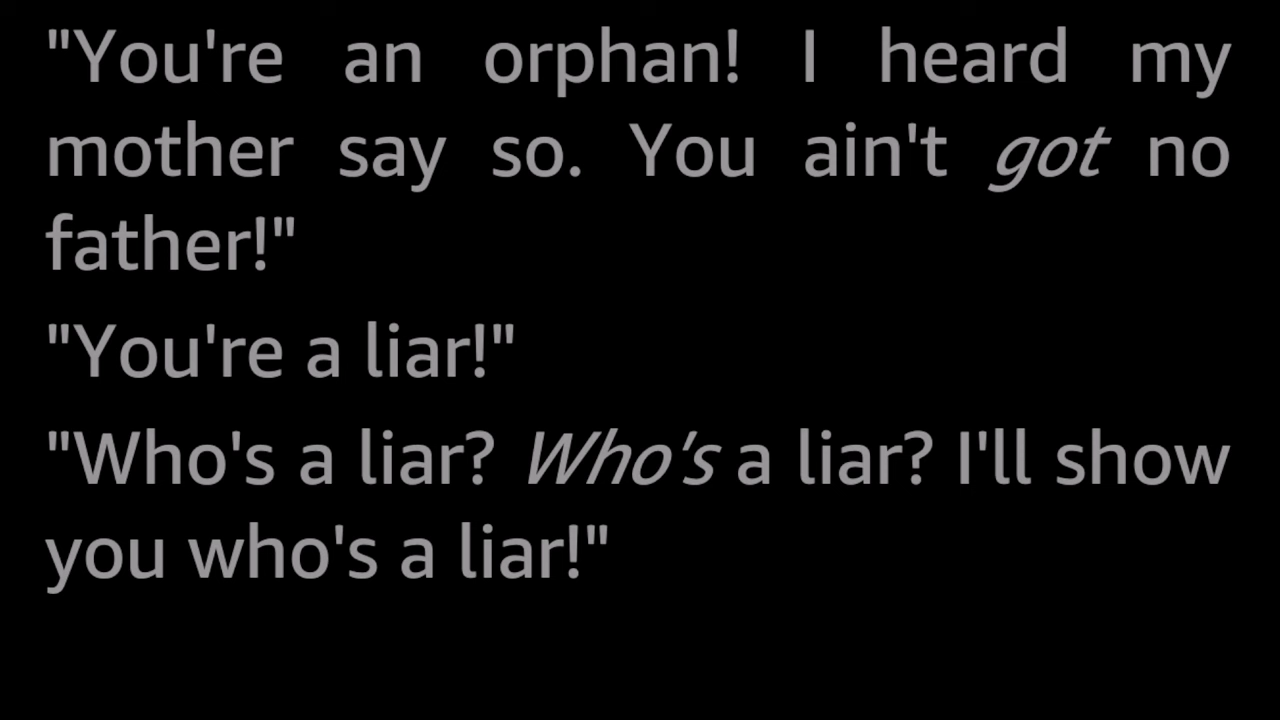 "You're an orphan! I heard my
mother say so. You ain't got no
father!"
"You're a liar!"
"Who's a liar? Who’s a liar? I'll show
you who's a liar!"